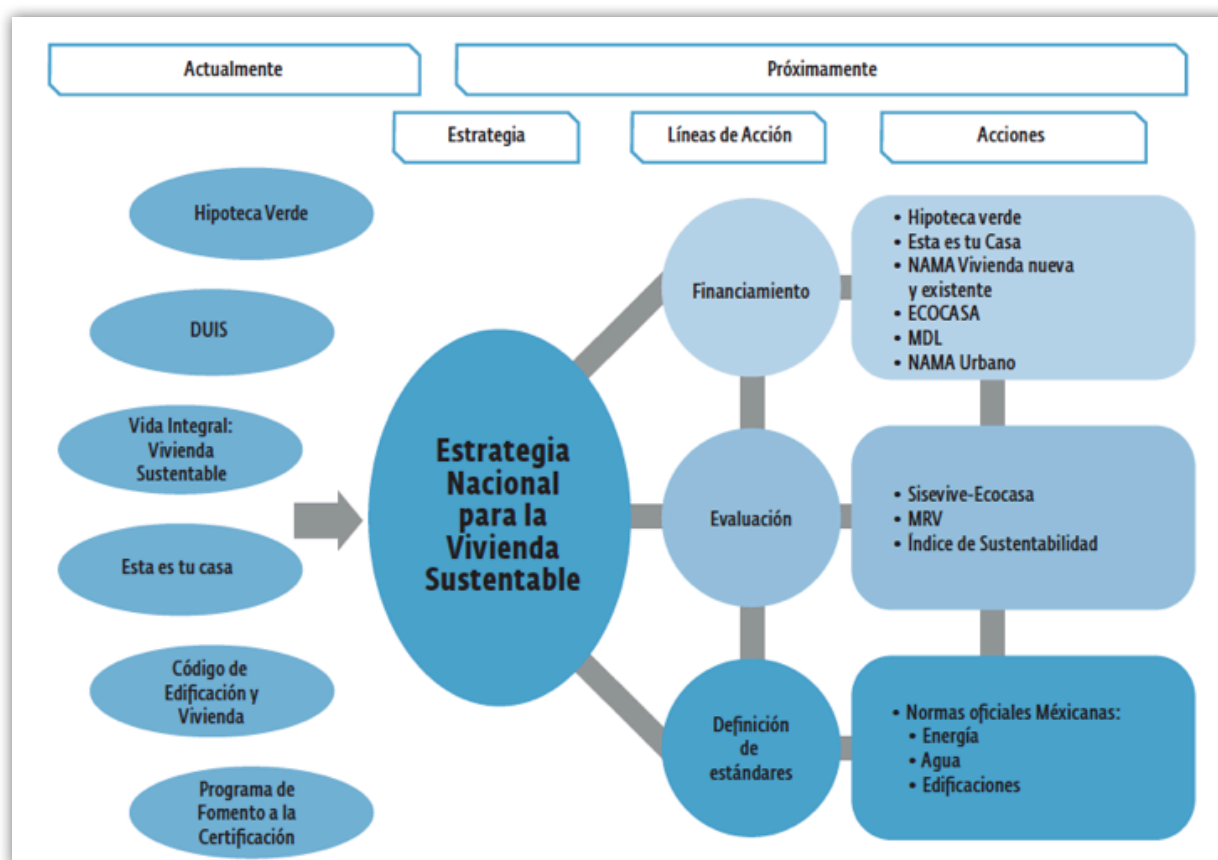 Actualmente
Próximamente
Estrategia
Líneas de Acción
Acciones
Hipoteca Verde
DUIS
Vida Integral:
Vivienda
Sustentable
Esta es tu casa
Código de
Edificación y
Vivienda
Programa de
Fomento a la
Certificación
Estrategia
Nacional
para la
Vivienda
Sustentable
Financiamiento
Evaluación
Definición
de
estándares
• Hipoteca verde
• Esta es tu Casa
• NAMA Vivienda nueva
y existente
• ECOCASA
• MDL
• NAMA Urbano
• Sisevive-Ecocasa
• MRV
• Índice de Sustentabilidad
• Normas oficiales Méxicanas:
• Energía
• Agua
• Edificaciones